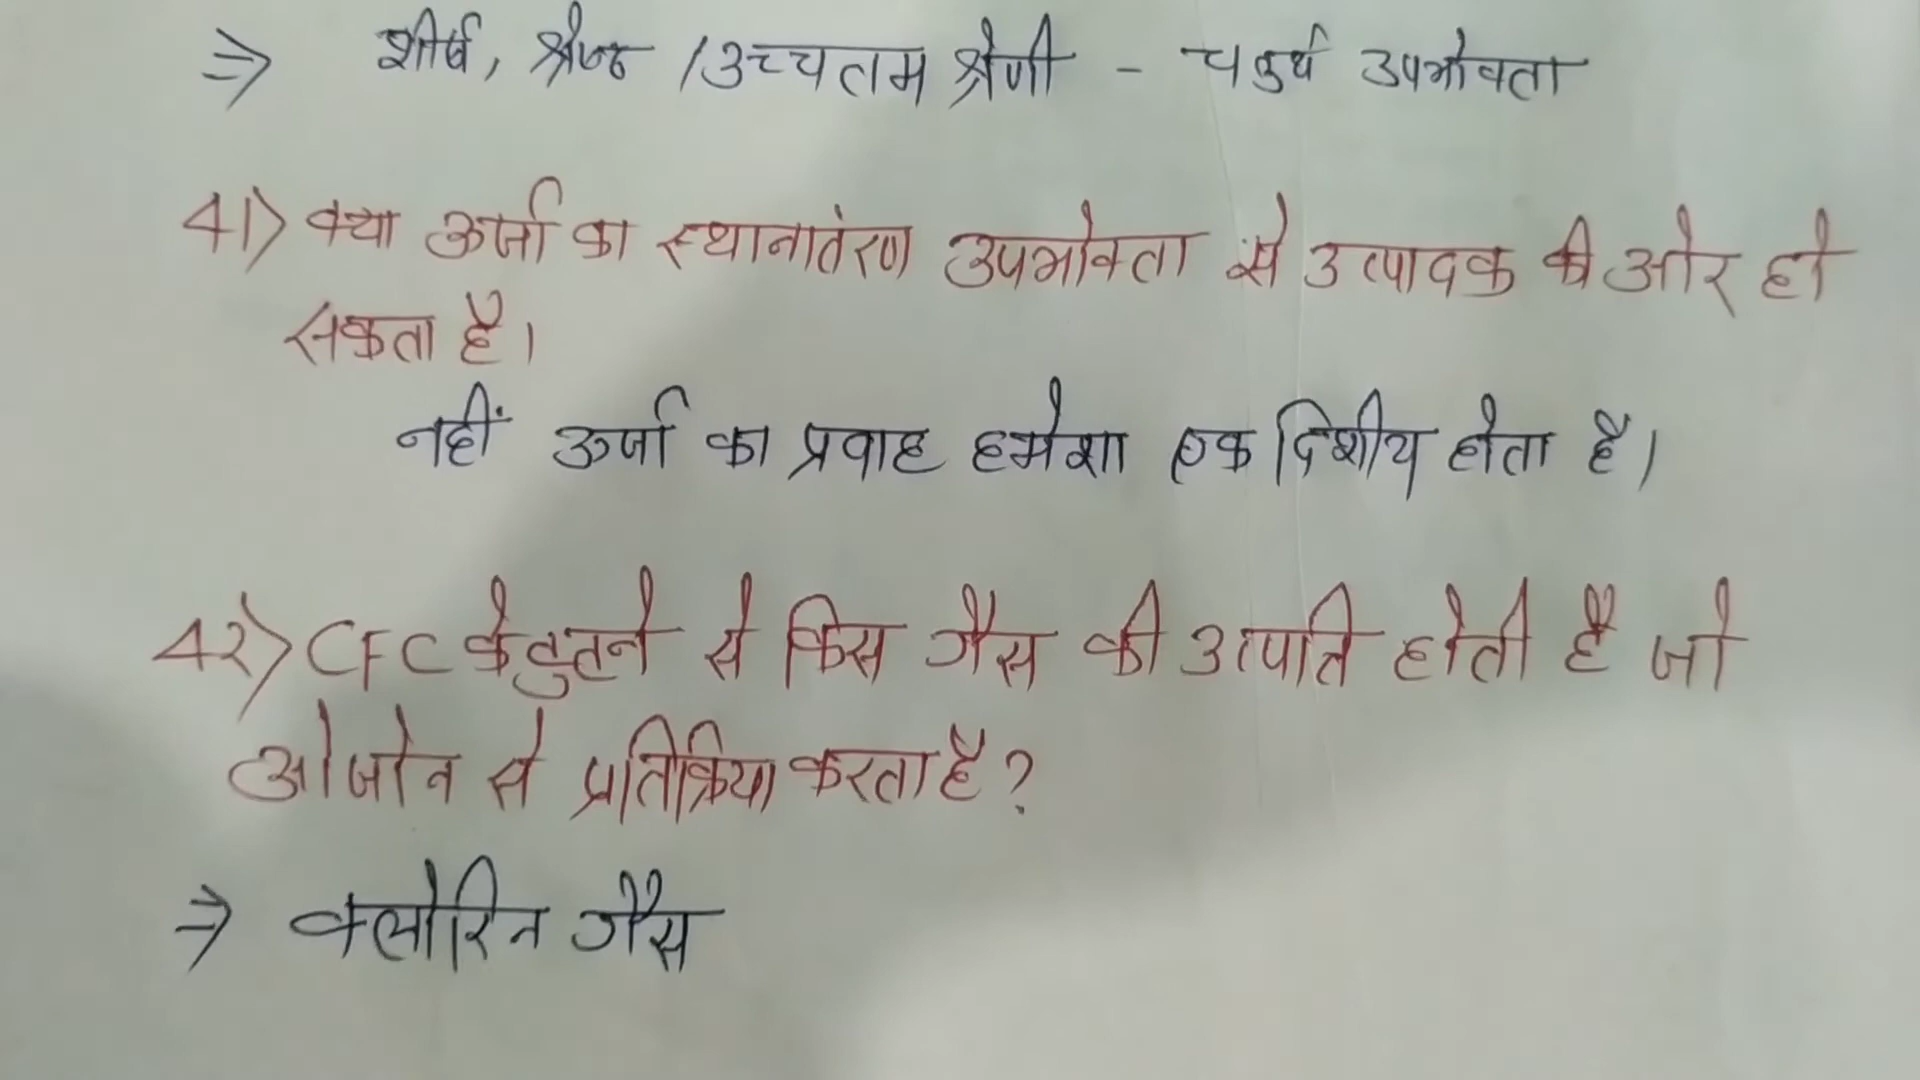 ⇒ शीर्ष, श्रेष्ठ /उच्चतम श्रेणी - चतुर्थ उपभोक्ता
41) क्या ऊर्जा का स्थानातंरण उपभोक्ता से उत्पादक की ओर हो
सकता है।
नहीं ऊर्जा का प्रवाह हमेशा एक दिशीय होता है।
42) CFC के टुतने से किस गैस की उत्पति होती है जो
ओजोन से प्रतिक्रिया करता है?
⇒ क्लोरिन गैस